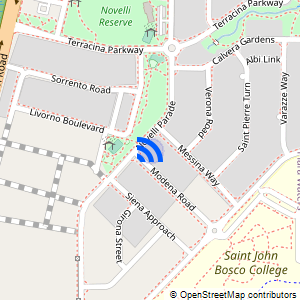 Novelli
Reserve
Terracina Parkway
Terracina Parkway
Calvera Gardens
Abi Link
Sorrento Road
Road
Livorno Boulevard
Novelli Parade
Verona Road
Saint Pierre Turn
Varazze Way
Messina Way
Modena Road
Siena Approach
Girona Street
Saint John
Bosco College
© OpenStreetMap contributors